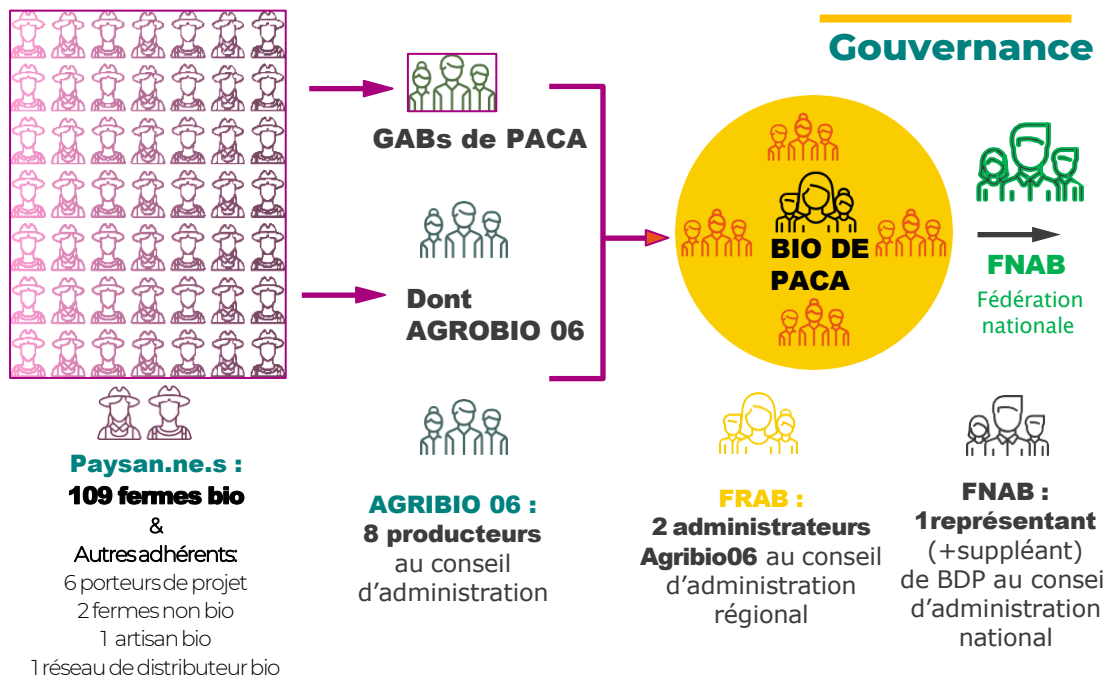 Gouvernance
GABs de PACA
Dont
AGROBIO 06
BIO DE
PACA
FNAB
Fédération
nationale
Paysan.ne.s :
109 fermes bio
&
Autres adhérents:
6 porteurs de projet
2 fermes non bio
1 artisan bio
1 réseau de distributeur bio
AGRIBIO 06 :
8 producteurs
au conseil
d’administration
FRAB :
2 administrateurs
Agribio06 au conseil
d’administration
régional
FNAB :
1représentant
(+suppléant)
de BDP au consei
d’administration
national